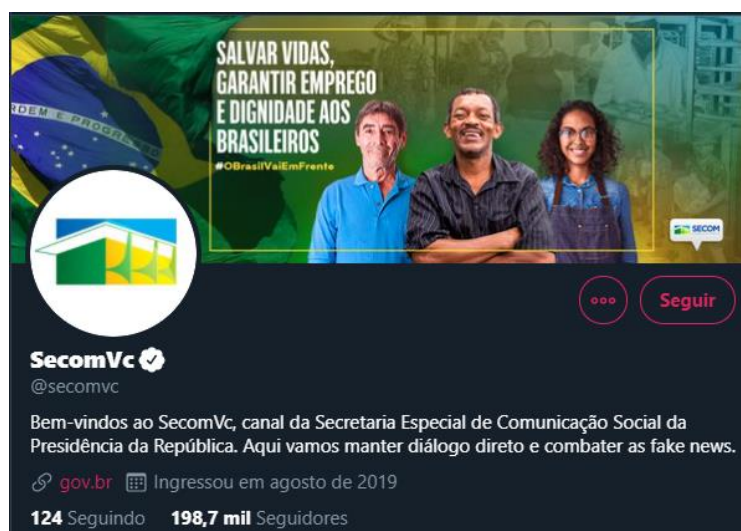 SALVAR VIDAS,
GARANTIR EMPREGO
E DIGNIDADE AOS
BRASILEIROS
#OBrasilVaiEmFrente
RDEM E PROGR
SECOM
Seguir
SecomVc
@secomvc
Bem-vindos ao SecomVc, canal da Secretaria Especial de Comunicação Social da
Presidência da República. Aqui vamos manter diálogo direto e combater as fake news.
gov.br Ingressou em agosto de 2019
124 Seguindo 198,7 mil Seguidores